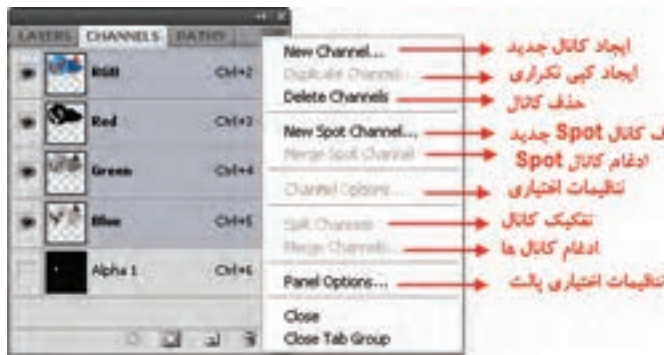 LAYERS CHANNELS PATHS
RGB Ctrl+2
Red Ctrl+3
Green Ctrl+4
Blue Ctrl+5
Alpha 1 Ctrl+6
New Channel... ایجاد کانال جدید
Duplicate Channel... ایجاد کپی تکراری
Delete Channels حذف کانال
New Spot Channel... کانال Spot جدید
Merge Spot Channel ادغام کانال Spot
Channel Options... تنظیمات اختیاری
Split Channels تفکیک کانال
Merge Channels... ادغام کانال ها
Panel Options... تنظیمات اختیاری پالت
Close
Close Tab Group